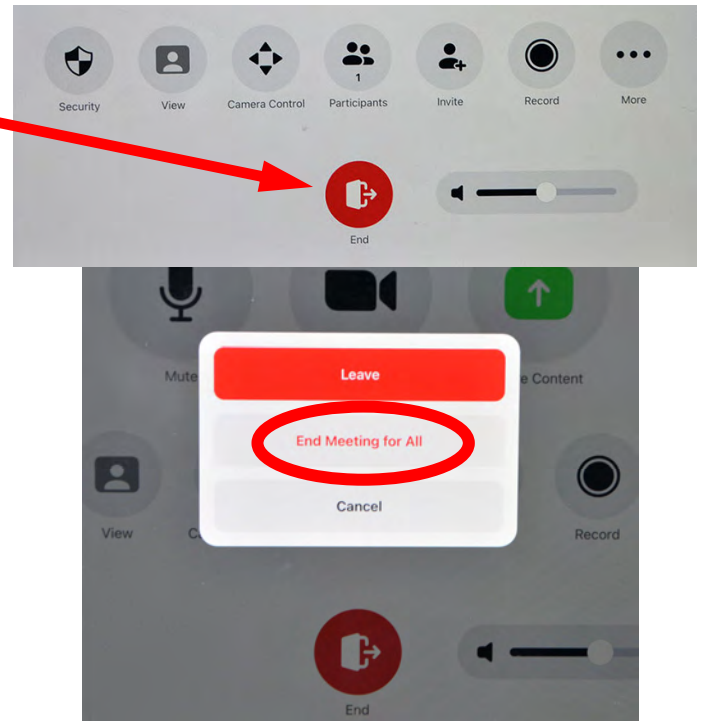 1
Security View Camera Control Participants Invite Record More
End
Mute
Leave
e Content
End Meeting for All
Cancel
View C Record
End